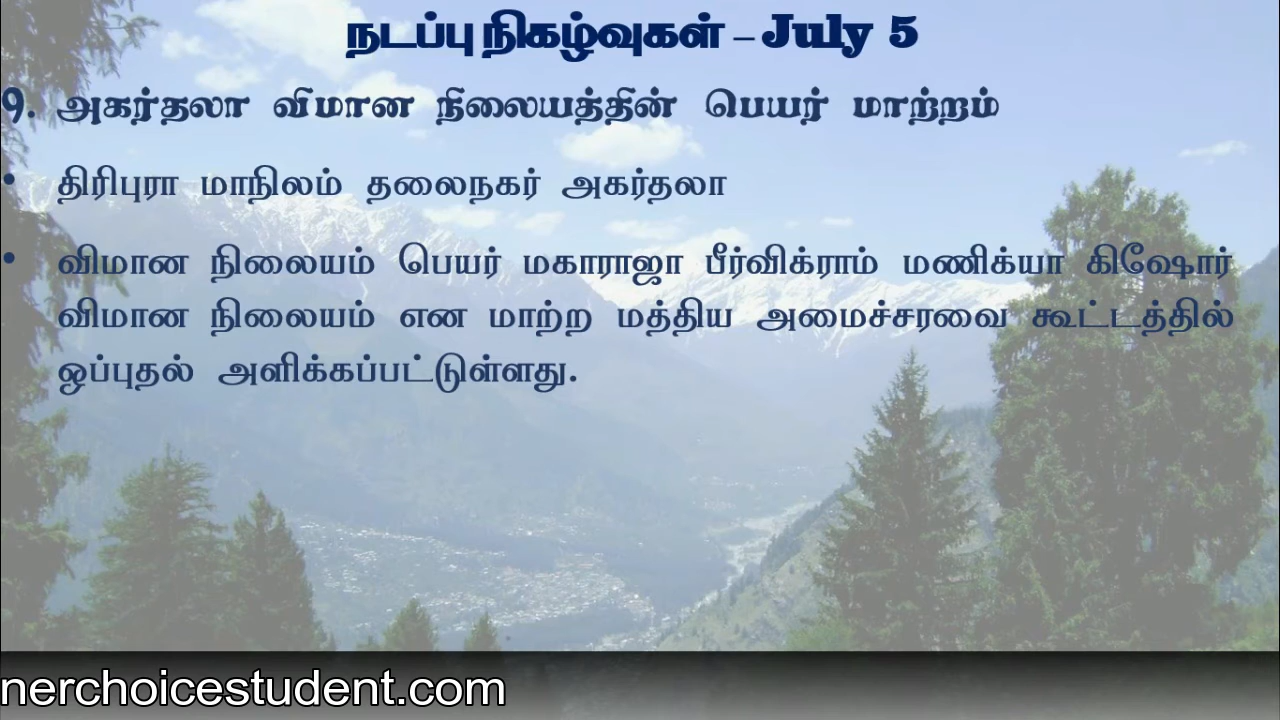 நடப்பு நிகழ்வுகள் – July 5
9. அகர்தலா விமான நிலையத்தின் பெயர் மாற்றம்
• திரிபுரா மாநிலம் தலைநகர் அகர்தலா
• விமான நிலையம் பெயர் மகாராஜா பீர்விக்ராம் மணிக்யா கிஷோர்
விமான நிலையம் என மாற்ற மத்திய அமைச்சரவை கூட்டத்தில்
ஒப்புதல் அளிக்கப்பட்டுள்ளது.
nerchoicestudent.com